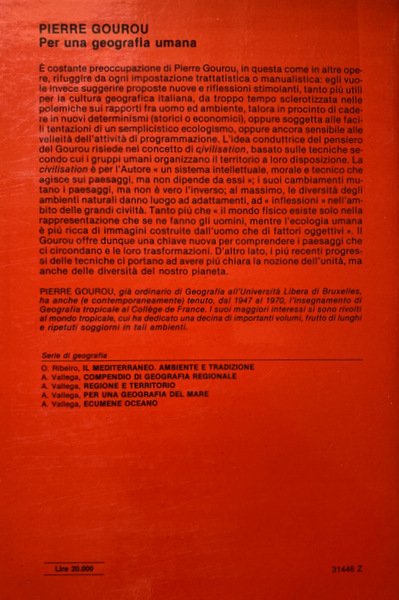 PIERRE GOUROU
Per una geografia umana
È costante preoccupazione di Pierre Gourou, in questa come in altre ope-
re, rifuggire da ogni impostazione trattatistica o manualistica: egli vuo-
le invece suggerire proposte nuove e riflessioni stimolanti, tanto più utili
per la cultura geografica italiana, da troppo tempo sclerotizzata nelle
polemiche sui rapporti fra uomo ed ambiente, talora in procinto di cade-
re in nuovi determinismi (storici o economici), oppure soggetta alle faci-
li tentazioni di un semplicistico ecologismo, oppure ancora sensibile alle
velleità dell'attività di programmazione. L'idea conduttrice del pensiero
del Gourou risiede nel concetto di civilisation, basato sulle tecniche se-
condo cui i gruppi umani organizzano il territorio a loro disposizione. La
civilisation è per l'Autore « un sistema intellettuale, morale e tecnico che
agisce sui paesaggi, ma non dipende da essi »; i suoi cambiamenti mu-
tano i paesaggi, ma non è vero l'inverso; al massimo, le diversità degli
ambienti naturali danno luogo ad adattamenti, ad « inflessioni » nell'am-
bito delle grandi civiltà. Tanto più che « il mondo fisico esiste solo nella
rappresentazione che se ne fanno gli uomini, mentre l'ecologia umana
è più ricca di immagini costruite dall'uomo che di fattori oggettivi ». Il
Gourou offre dunque una chiave nuova per comprendere i paesaggi che
ci circondano e le loro trasformazioni. D'altro lato, i più recenti progres-
si delle tecniche ci portano ad avere più chiara la nozione dell'unità, ma
anche delle diversità del nostro pianeta.
PIERRE GOUROU, già ordinario di Geografia all'Università Libera di Bruxelles,
ha anche (e contemporaneamente) tenuto, dal 1947 al 1970, l'insegnamento di
Geografia tropicale al Collège de France. I suoi maggiori interessi si sono rivolti
al mondo tropicale, cui ha dedicato una decina di importanti volumi, frutto di lunghi
e ripetuti soggiorni in tali ambienti.
Serie di geografia
O. Ribeiro, IL MEDITERRANEO. AMBIENTE E TRADIZIONE
A. Vallega, COMPENDIO DI GEOGRAFIA REGIONALE
A. Vallega, REGIONE E TERRITORIO
A. Vallega, PER UNA GEOGRAFIA DEL MARE
A. Vallega, ECUMENE OCEANO
Lire 20.000
31446 Z